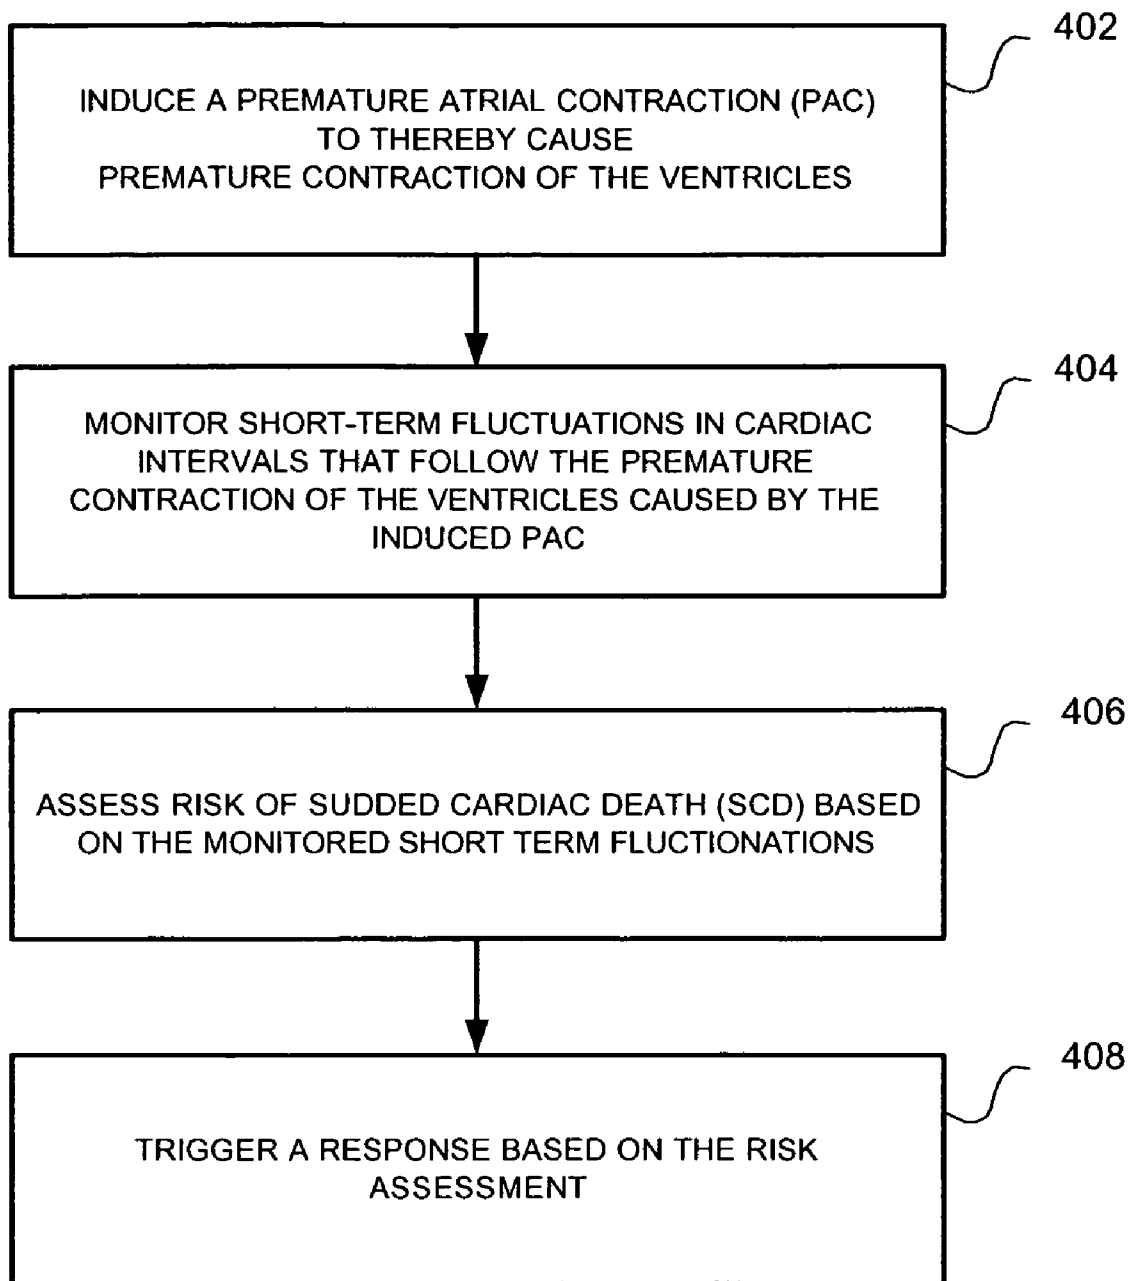 402
INDUCE A PREMATURE ATRIAL CONTRACTION (PAC)
TO THEREBY CAUSE
PREMATURE CONTRACTION OF THE VENTRICLES
404
MONITOR SHORT-TERM FLUCTUATIONS IN CARDIAC
INTERVALS THAT FOLLOW THE PREMATURE
CONTRACTION OF THE VENTRICLES CAUSED BY THE
INDUCED PAC
406
ASSESS RISK OF SUDDED CARDIAC DEATH (SCD) BASED
ON THE MONITORED SHORT TERM FLUCTIONATIONS
408
TRIGGER A RESPONSE BASED ON THE RISK
ASSESSMENT